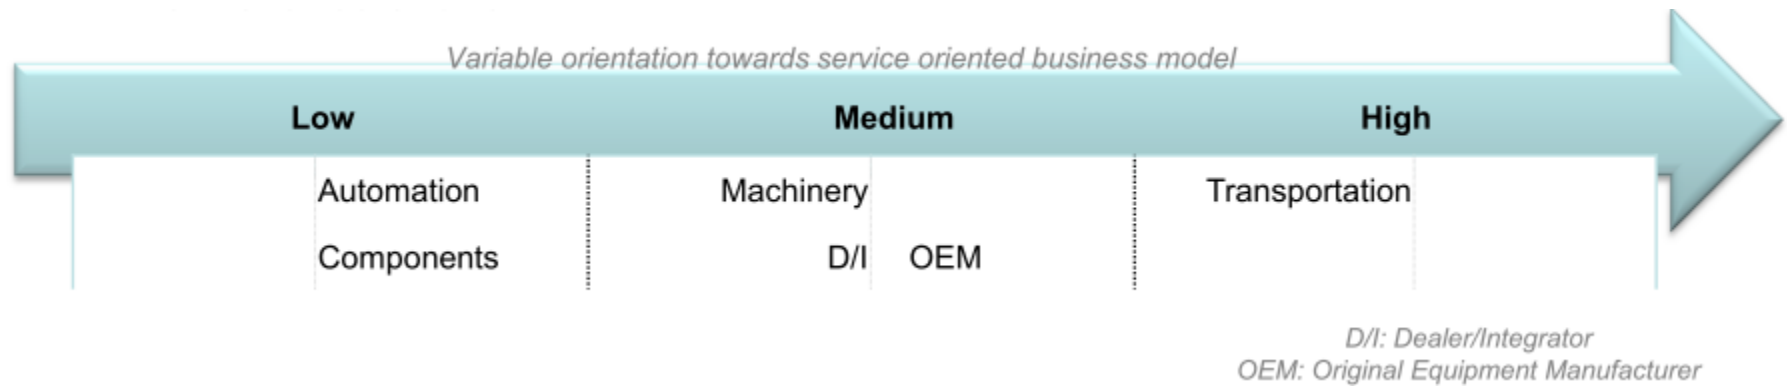 Variable orientation towards service oriented business model
Low Medium High
Automation Machinery Transportation
Components D/I OEM
D/I: Dealer/Integrator
OEM: Original Equipment Manufacturer